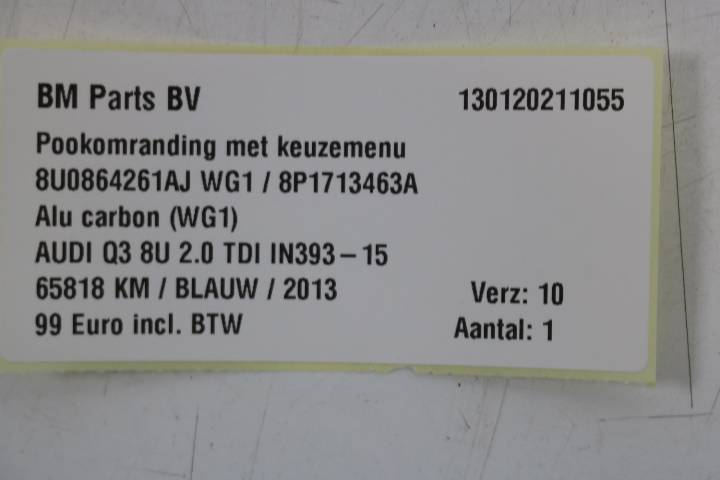 BM Parts BV 130120211055
Pookomranding met keuzemenu
8U0864261AJ WG1 / 8P1713463A
Alu carbon (WG1)
AUDI Q3 8U 2.0 TDI IN393-15
65818 KM / BLAUW / 2013 Verz: 10
99 Euro incl. BTW Aantal: 1